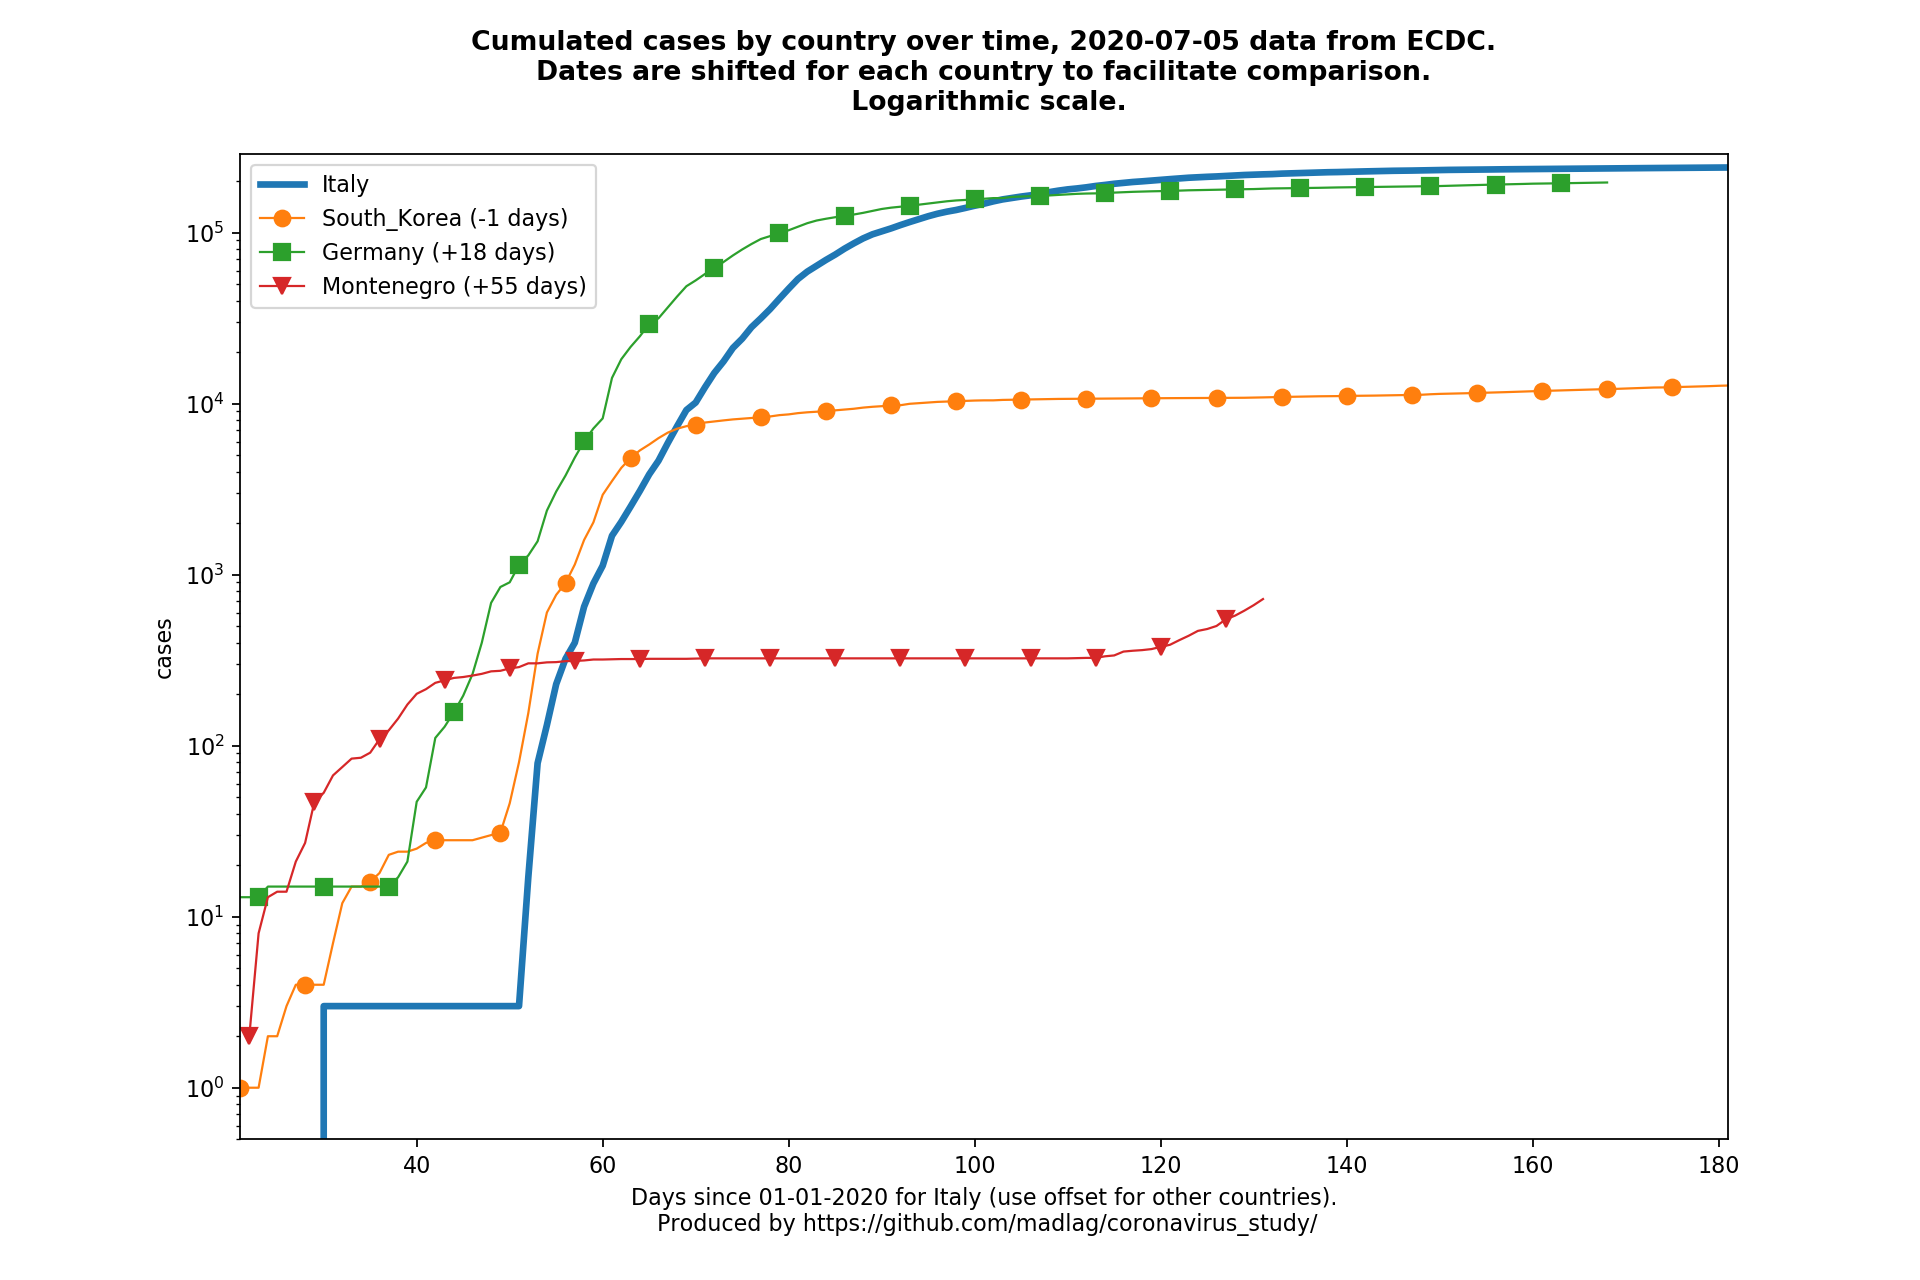 Cumulated cases by country over time, 2020-07-05 data from ECDC.
Dates are shifted for each country to facilitate comparison.
Logarithmic scale.
Italy
South_Korea (-1 days)
Germany (+18 days)
Montenegro (+55 days)
10^5
10^4
10^3
10^2
10^1
10^0
cases
40 60 80 100 120 140 160 180
Days since 01-01-2020 for Italy (use offset for other countries).
Produced by https://github.com/madlag/coronavirus_study/